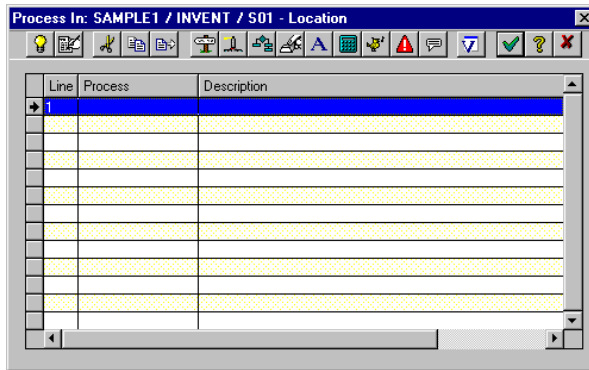 Process In: SAMPLE1 / INVENT / S01 - Location
A
Line Process Description
1